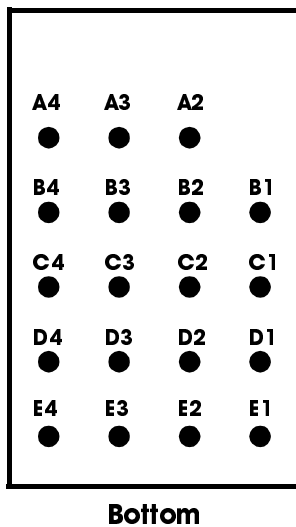 A4 A3 A2
B4 B3 B2 B1
C4 C3 C2 C1
D4 D3 D2 D1
E4 E3 E2 E1
Bottom